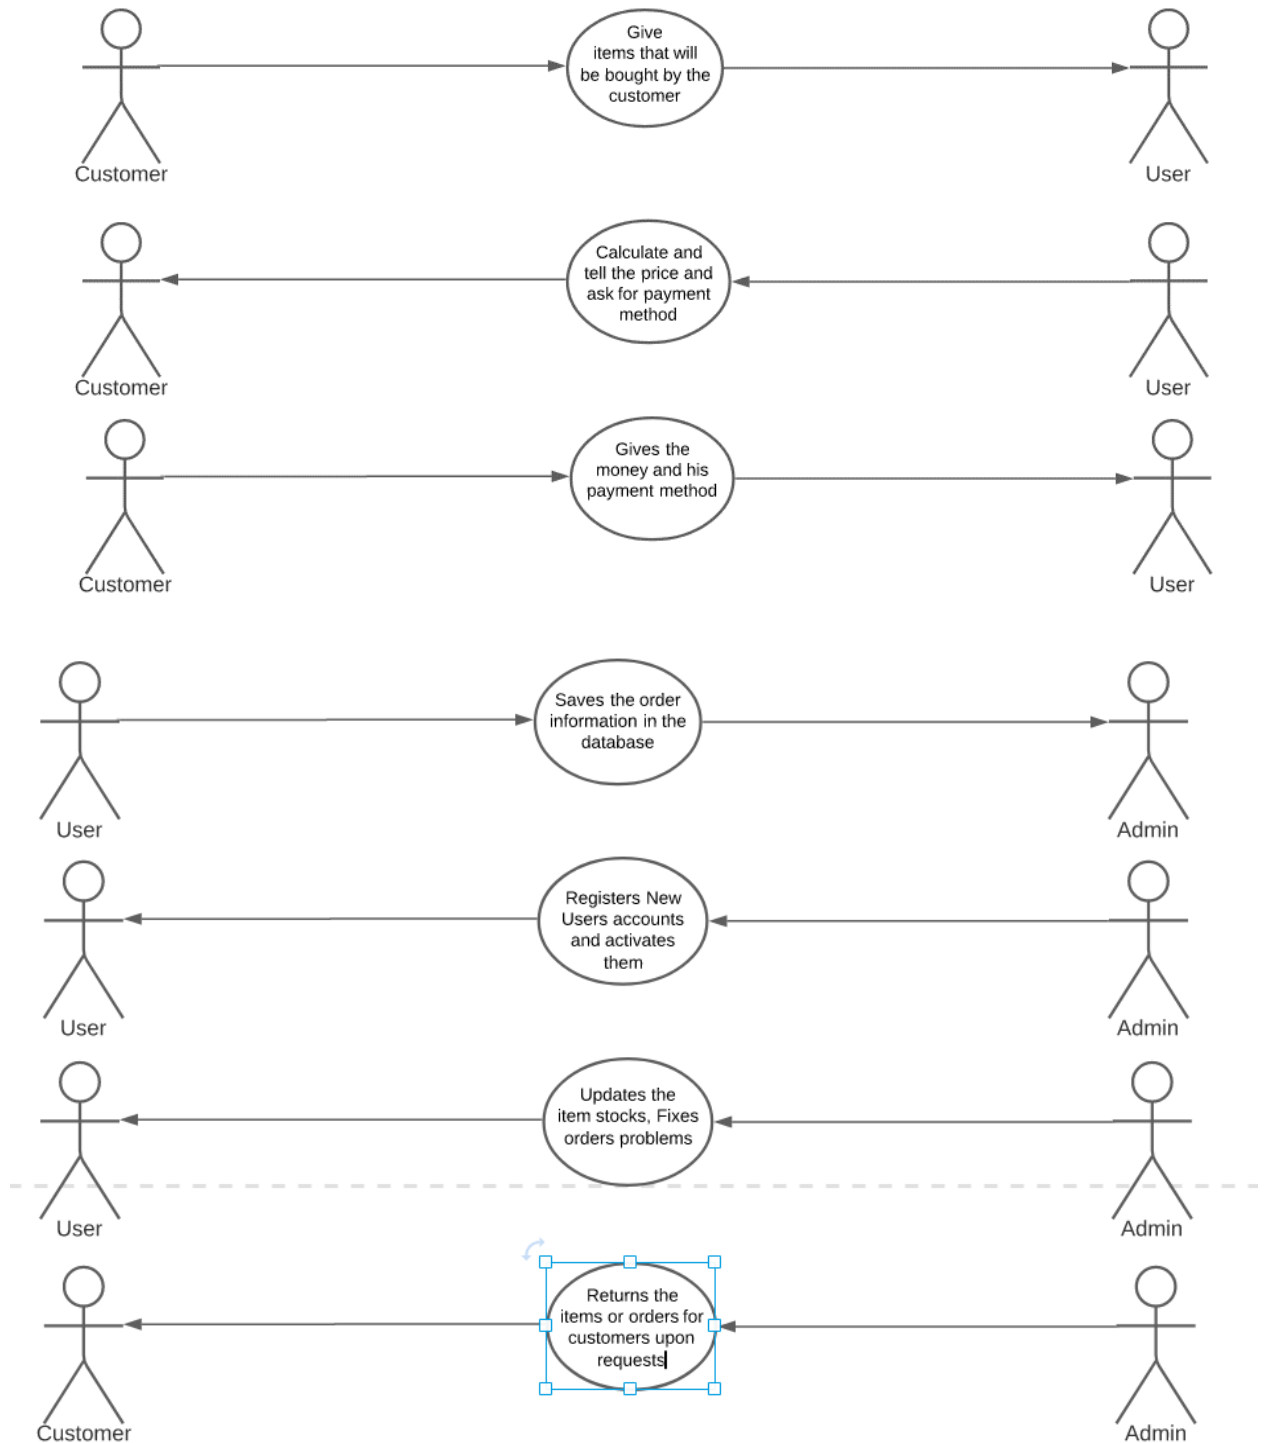 Give
items that will
be bought by the
customer
Customer
User
Calculate and
tell the price and
ask for payment
method
Customer
User
Gives the
money and his
payment method
Customer
User
Saves the order
information in the
database
User
Admin
Registers New
Users accounts
and activates
them
User
Admin
Updates the
item stocks, Fixes
orders problems
User
Admin
Returns the
items or orders for
customers upon
requests
Customer
Admin